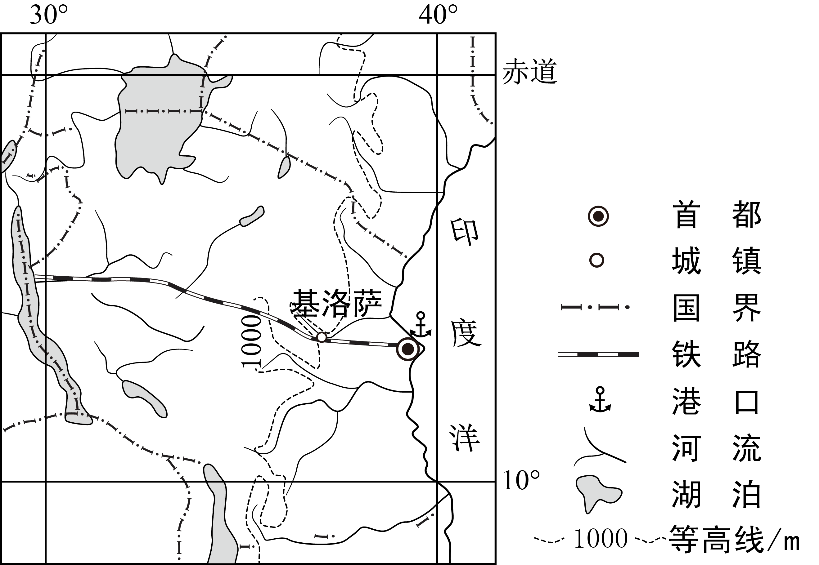 30° 40°
赤道
印
度
洋
基洛萨
1000
10°
首都
城镇
国界
铁路
港口
河流
湖泊
1000 等高线/m